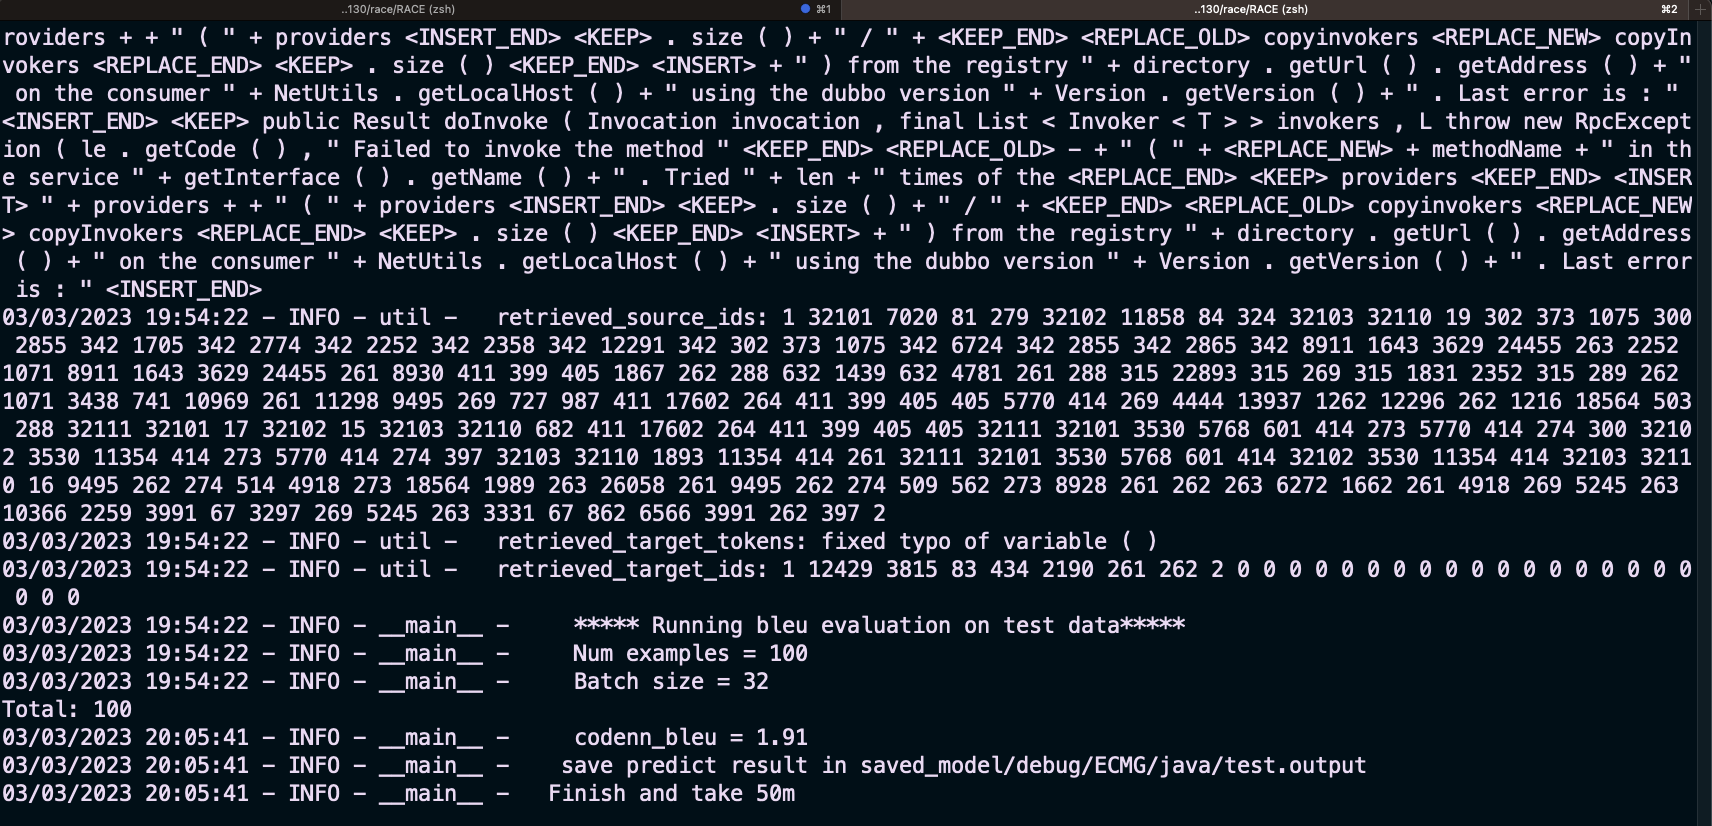 ..130/race/RACE (zsh) ⌘1 ..130/race/RACE (zsh) ⌘2 +
roviders + + " ( " + providers <INSERT_END> <KEEP> . size ( ) + " / " + <KEEP_END> <REPLACE_OLD> copyinvokers <REPLACE_NEW> copyIn
vokers <REPLACE_END> <KEEP> . size ( ) <KEEP_END> <INSERT> + " ) from the registry " + directory . getUrl ( ) . getAddress ( ) + "
on the consumer " + NetUtils . getLocalHost ( ) + " using the dubbo version " + Version . getVersion ( ) + " . Last error is : "
<INSERT_END> <KEEP> public Result doInvoke ( Invocation invocation , final List < Invoker < T > > invokers , L throw new RpcExcept
ion ( le . getCode ( ) , " Failed to invoke the method " <KEEP_END> <REPLACE_OLD> - + " ( " + <REPLACE_NEW> + methodName + " in th
e service " + getInterface ( ) . getName ( ) + " . Tried " + len + " times of the <REPLACE_END> <KEEP> providers <KEEP_END> <INSER
T> " + providers + + " ( " + providers <INSERT_END> <KEEP> . size ( ) + " / " + <KEEP_END> <REPLACE_OLD> copyinvokers <REPLACE_NEW
> copyInvokers <REPLACE_END> <KEEP> . size ( ) <KEEP_END> <INSERT> + " ) from the registry " + directory . getUrl ( ) . getAddress
( ) + " on the consumer " + NetUtils . getLocalHost ( ) + " using the dubbo version " + Version . getVersion ( ) + " . Last error
is : " <INSERT_END>
03/03/2023 19:54:22 - INFO - util -   retrieved_source_ids: 1 32101 7020 81 279 32102 11858 84 324 32103 32110 19 302 373 1075 300
2855 342 1705 342 2774 342 2252 342 2358 342 12291 342 302 373 1075 342 6724 342 2855 342 2865 342 8911 1643 3629 24455 263 2252
1071 8911 1643 3629 24455 261 8930 411 399 405 1867 262 288 632 1439 632 4781 261 288 315 22893 315 269 315 1831 2352 315 289 262
1071 3438 741 10969 261 11298 9495 269 727 987 411 17602 264 411 399 405 405 5770 414 269 4444 13937 1262 12296 262 1216 18564 503
288 32111 32101 17 32102 15 32103 32110 682 411 17602 264 411 399 405 405 32111 32101 3530 5768 601 414 273 5770 414 274 300 3210
2 3530 11354 414 273 5770 414 274 397 32103 32110 1893 11354 414 261 32111 32101 3530 5768 601 414 32102 3530 11354 414 32103 3211
0 16 9495 262 274 514 4918 273 18564 1989 263 26058 261 9495 262 274 509 562 273 8928 261 262 263 6272 1662 261 4918 269 5245 263
10366 2259 3991 67 3297 269 5245 263 3331 67 862 6566 3991 262 397 2
03/03/2023 19:54:22 - INFO - util -   retrieved_target_tokens: fixed typo of variable ( )
03/03/2023 19:54:22 - INFO - util -   retrieved_target_ids: 1 12429 3815 83 434 2190 261 262 2 0 0 0 0 0 0 0 0 0 0 0 0 0 0 0 0 0 0
0 0 0
03/03/2023 19:54:22 - INFO - __main__ -     ***** Running bleu evaluation on test data*****
03/03/2023 19:54:22 - INFO - __main__ -     Num examples = 100
03/03/2023 19:54:22 - INFO - __main__ -     Batch size = 32
Total: 100
03/03/2023 20:05:41 - INFO - __main__ -     codenn_bleu = 1.91
03/03/2023 20:05:41 - INFO - __main__ -    save predict result in saved_model/debug/ECMG/java/test.output
03/03/2023 20:05:41 - INFO - __main__ -   Finish and take 50m